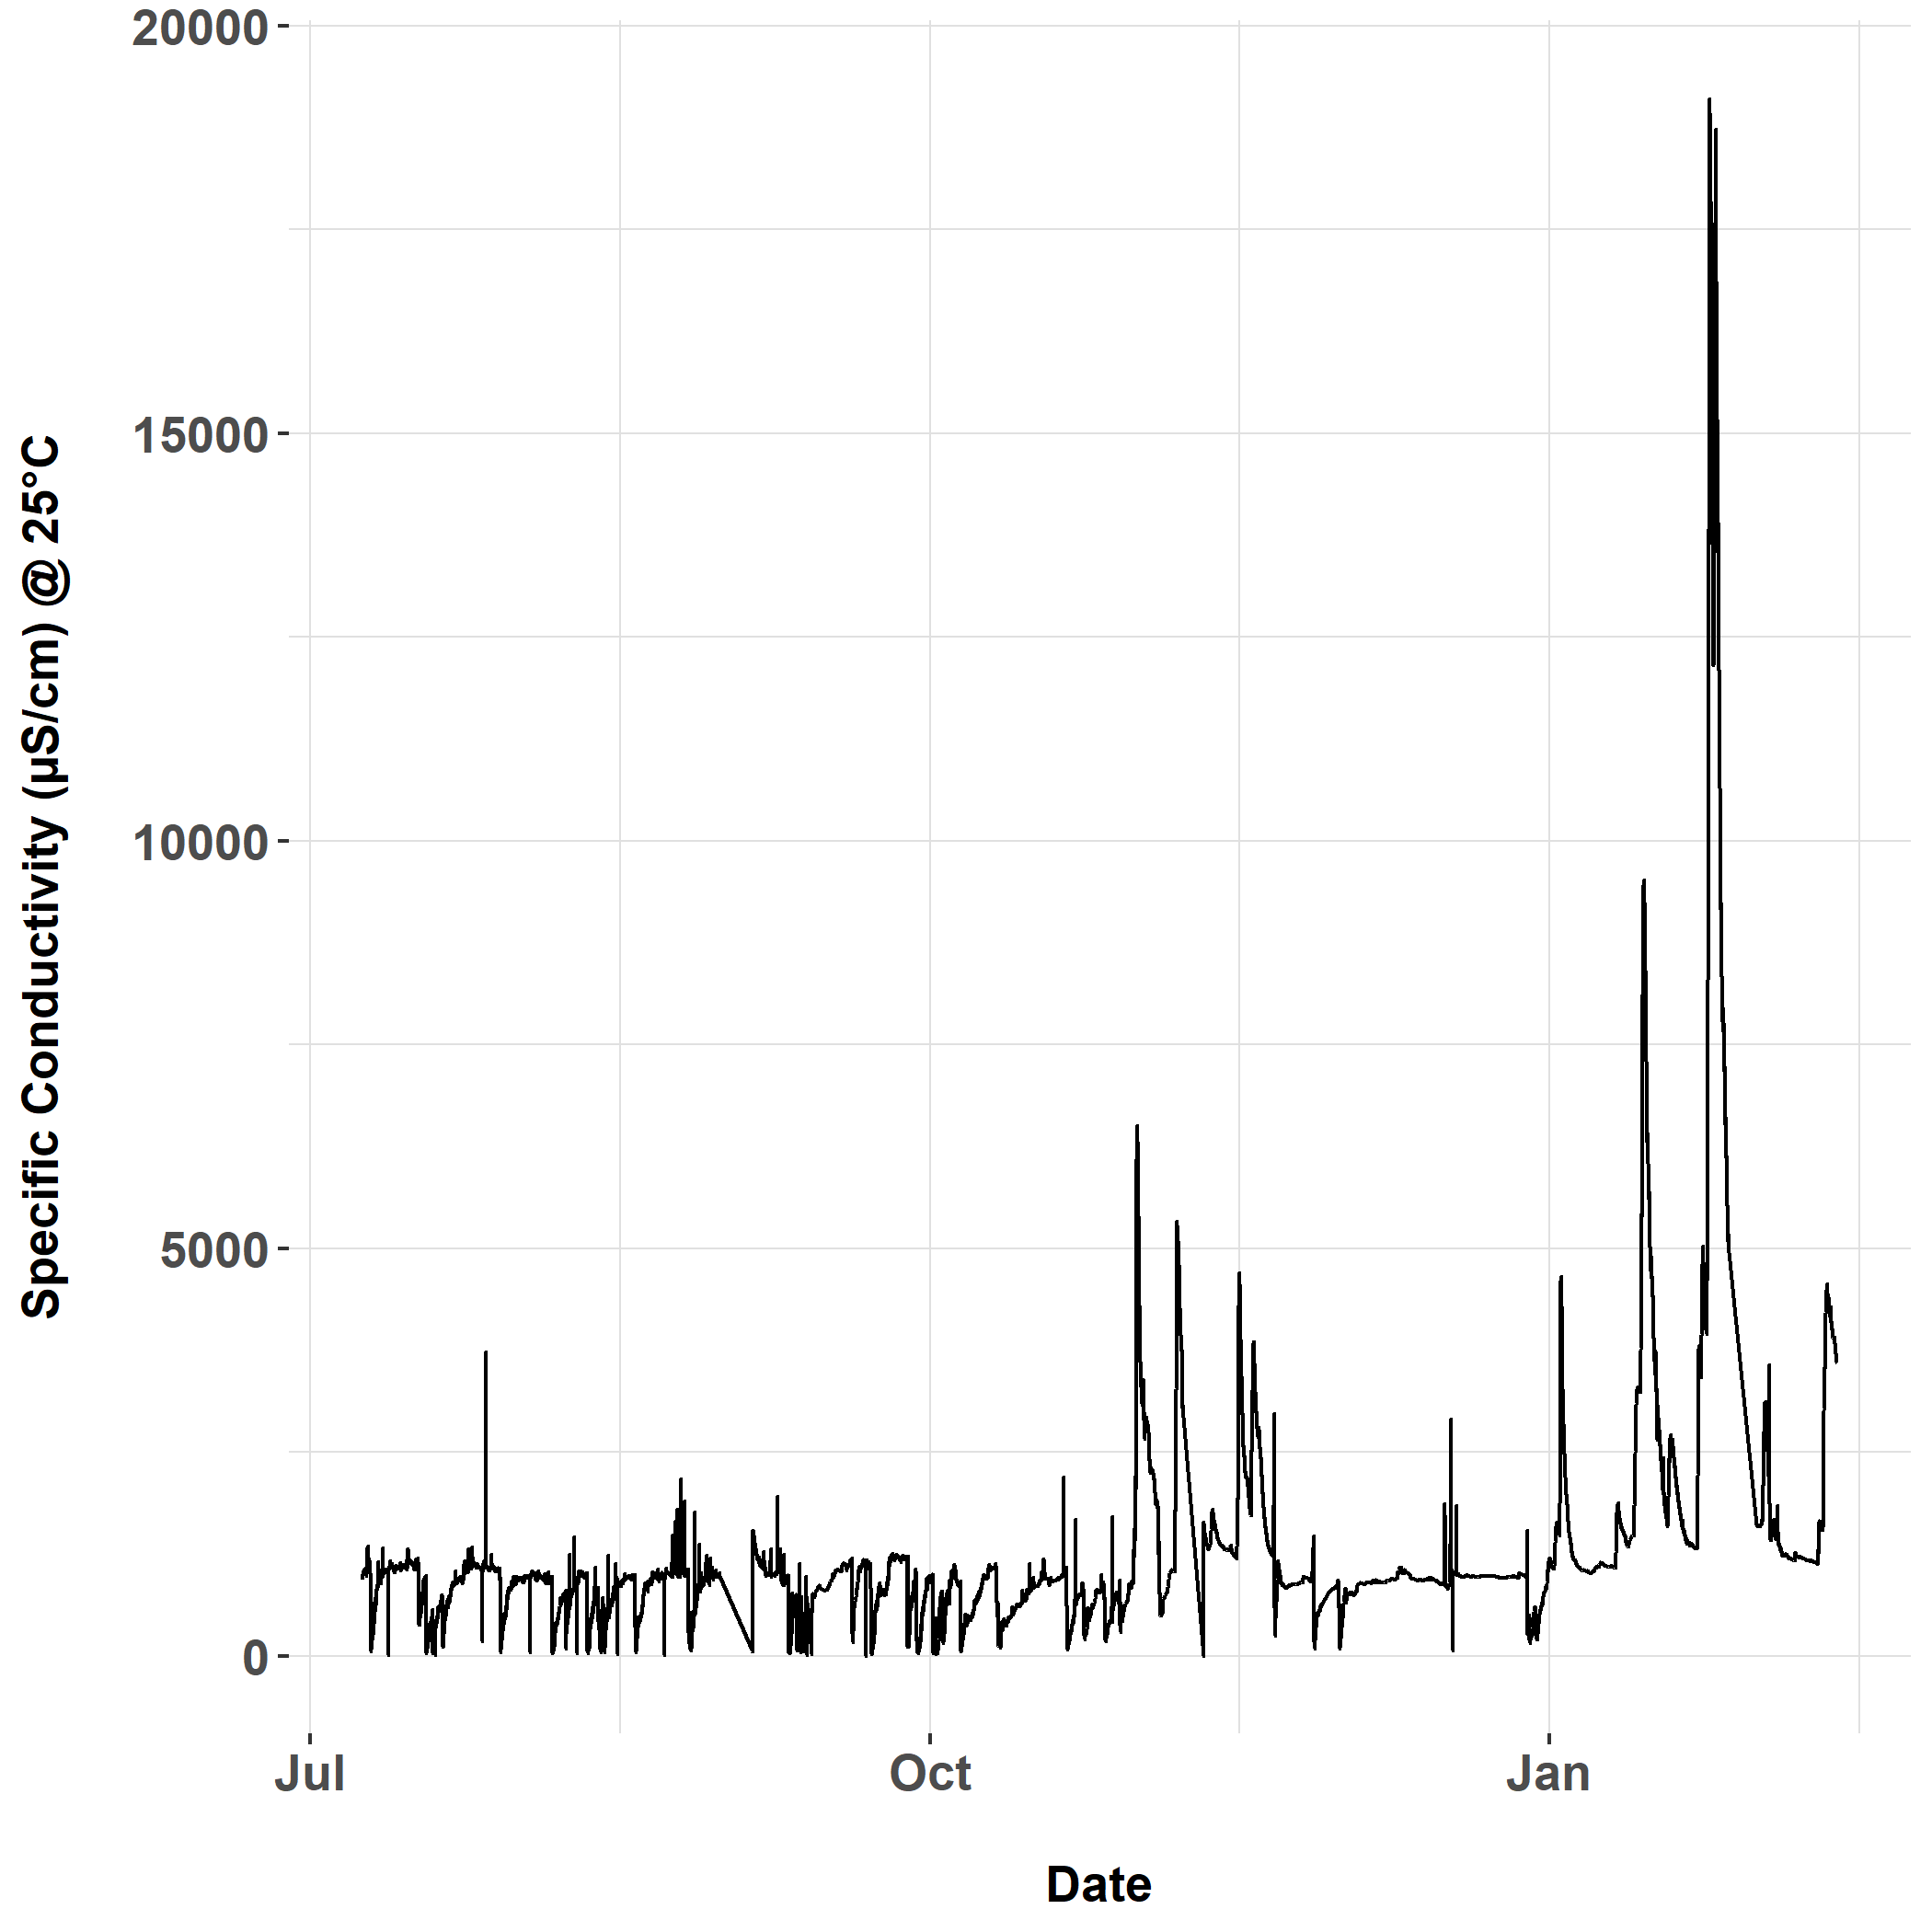 Specific Conductivity (µS/cm) @ 25°C
20000
15000
10000
5000
0
Jul
Oct
Jan
Date